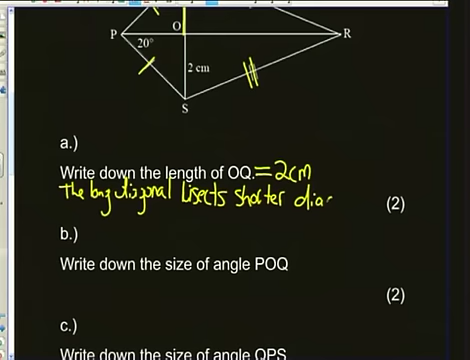 O
P
R
20°
2 cm
S
a.)
Write down the length of OQ. = 2cm
The long diagonal bisects shorter dia
(2)
b.)
Write down the size of angle POQ
(2)
c.)
Write down the size of angle QPS